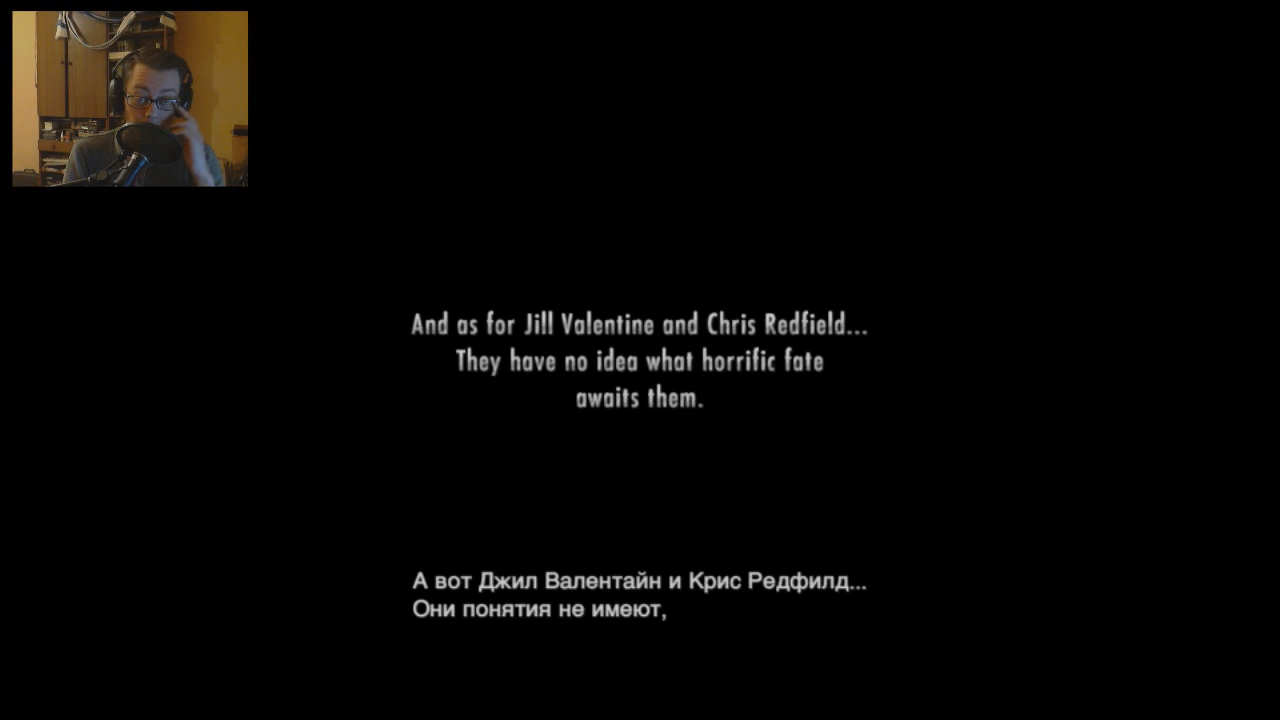 And as for Jill Valentine and Chris Redfield...
They have no idea what horrific fate
awaits them.
А вот Джил Валентайн и Крис Редфилд...
Они понятия не имеют,